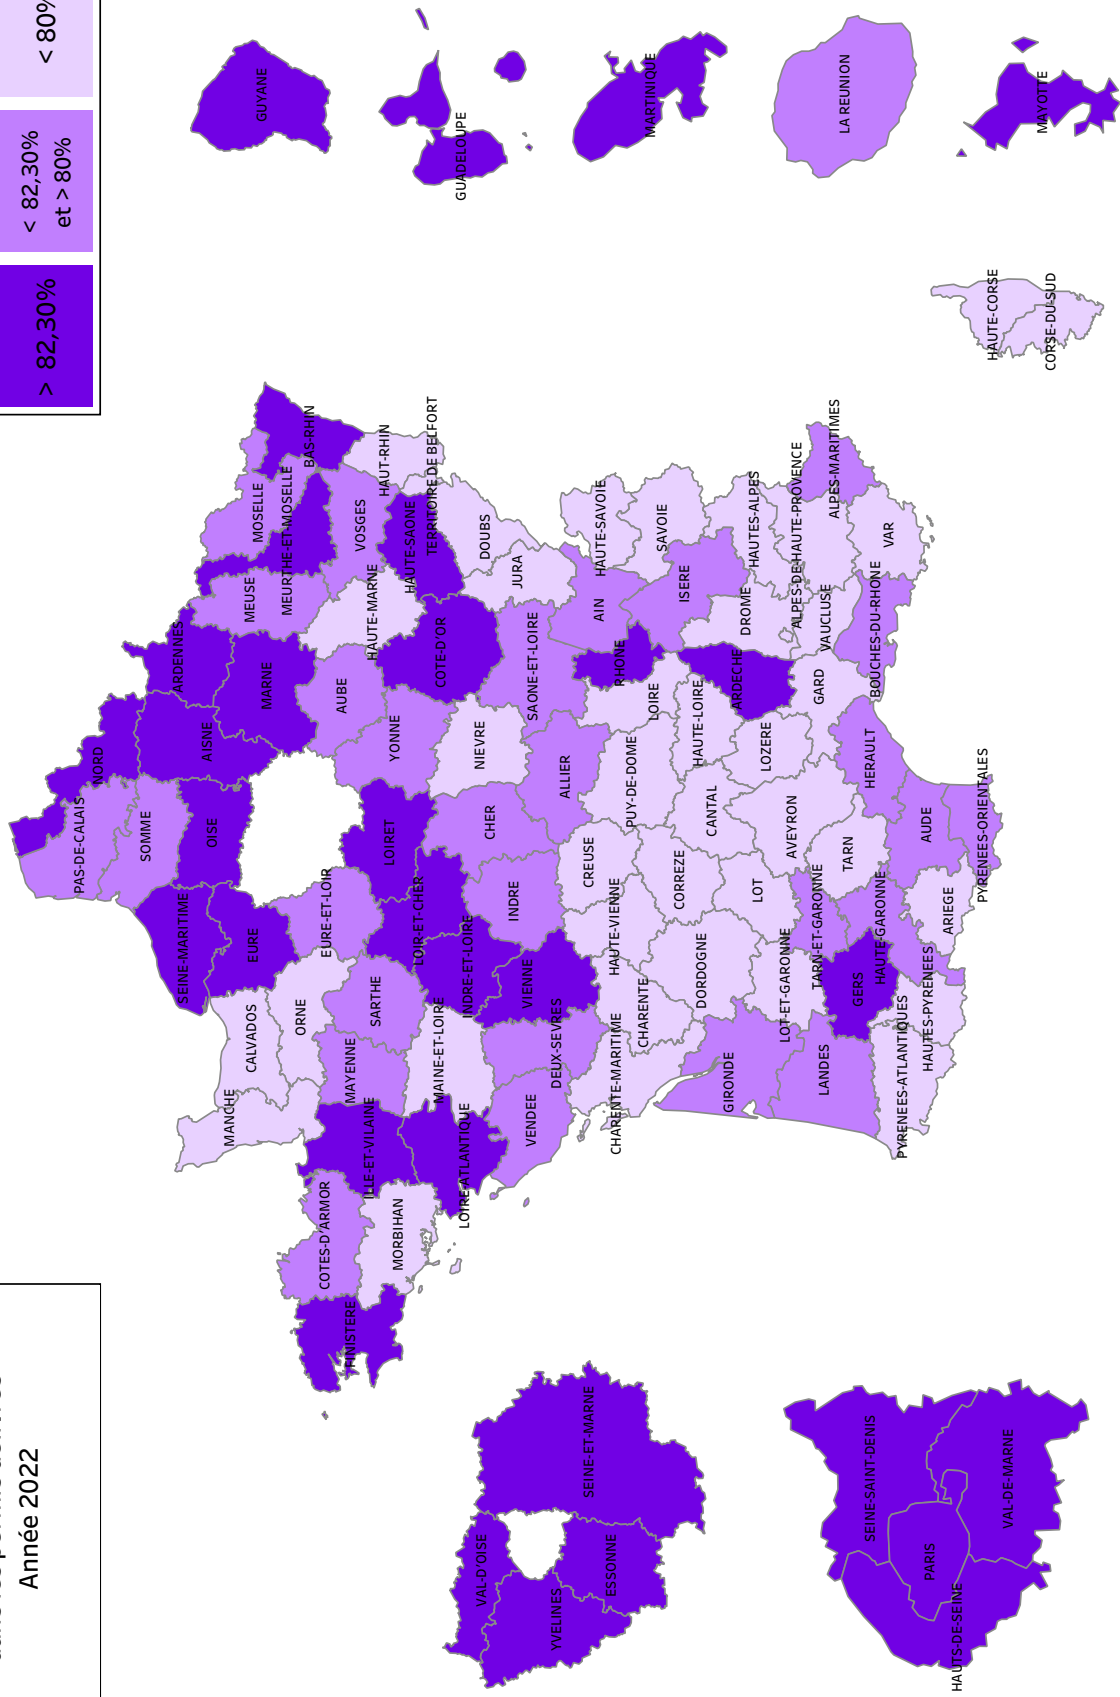 Année 2022
> 82,30%
< 82,30%
et > 80%
< 80%
NORD
PAS-DE-CALAIS
SOMME
OISE
AISNE
ARDENNES
SEINE-MARITIME
EURE
MARNE
MEUSE
MOSELLE
MEURTHE-ET-MOSELLE
BAS-RHIN
MANCHE
CALVADOS
ORNE
EURE-ET-LOIR
AUBE
HAUTE-MARNE
VOSGES
HAUT-RHIN
FINISTERE
COTES-D'ARMOR
MORBIHAN
ILLE-ET-VILAINE
MAYENNE
SARTHE
LOIRET
YONNE
COTE-D'OR
HAUTE-SAONE
TERRITOIRE DE BELFORT
LOIR-ET-CHER
MAINE-ET-LOIRE
LOIRE-ATLANTIQUE
INDRE-ET-LOIRE
CHER
NIEVRE
DOUBS
JURA
VENDEE
DEUX-SEVRES
VIENNE
INDRE
ALLIER
SAONE-ET-LOIRE
AIN
HAUTE-SAVOIE
CREUSE
HAUTE-VIENNE
CHARENTE-MARITIME
CHARENTE
PUY-DE-DOME
LOIRE
RHONE
ISERE
SAVOIE
CORREZE
DORDOGNE
GIRONDE
CANTAL
HAUTE-LOIRE
ARDECHE
DROME
HAUTES-ALPES
LOT
LOT-ET-GARONNE
AVEYRON
LOZERE
GARD
VAUCLUSE
ALPES-DE-HAUTE-PROVENCE
ALPES-MARITIMES
LANDES
GERS
TARN-ET-GARONNE
TARN
HERAULT
BOUCHES-DU-RHONE
VAR
PYRENEES-ATLANTIQUES
HAUTES-PYRENEES
HAUTE-GARONNE
ARIEGE
AUDE
PYRENEES-ORIENTALES
HAUTE-CORSE
CORSE-DU-SUD
GUYANE
GUADELOUPE
MARTINIQUE
LA REUNION
MAYOTTE
VAL-D'OISE
YVELINES
ESSONNE
SEINE-ET-MARNE
SEINE-SAINT-DENIS
PARIS
HAUTS-DE-SEINE
VAL-DE-MARNE